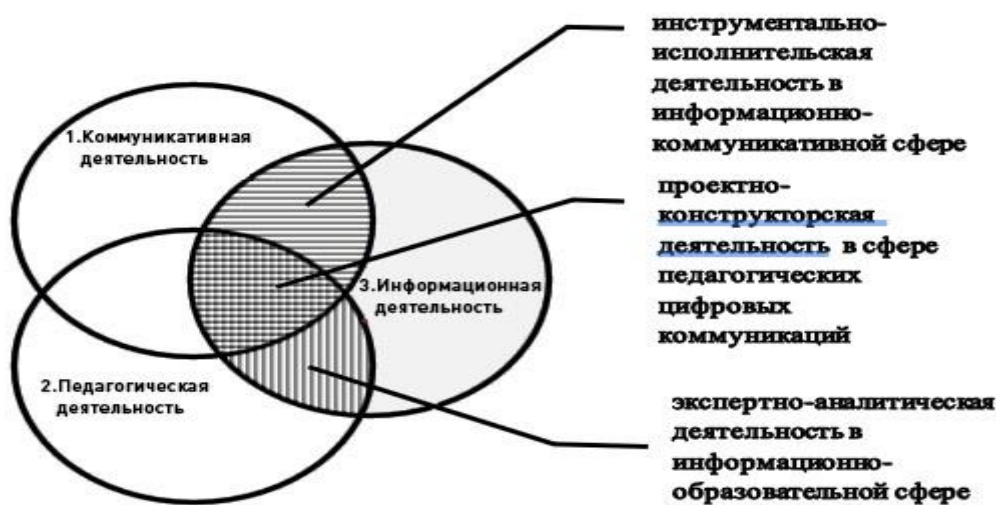 1.Коммуникативная
деятельность
2.Педагогическая
деятельность
3.Информационная
деятельность
инструментально-
исполнительская
деятельность в
информационно-
коммуникативной сфере
проектно-
конструкторская
деятельность в сфере
педагогических
цифровых
коммуникаций
экспертно-аналитическая
деятельность в
информационно-
образовательной сфере